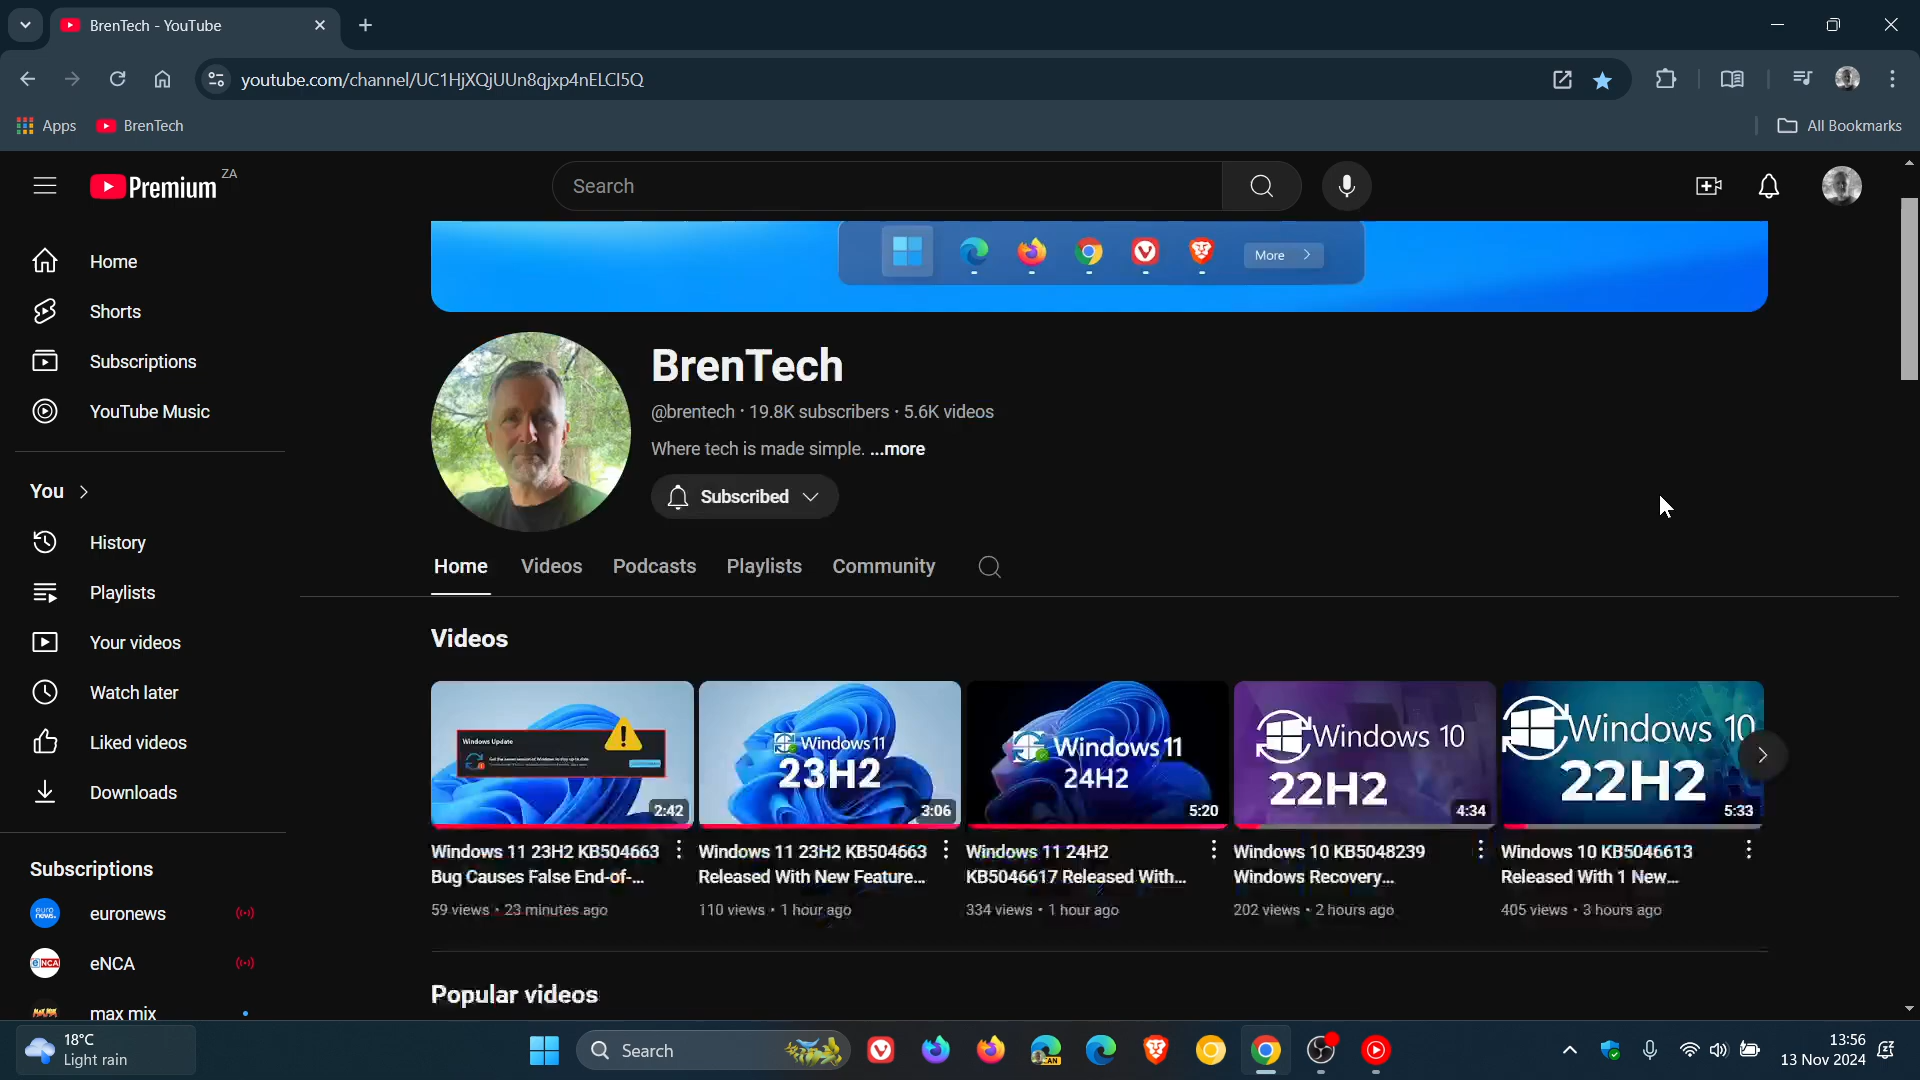 BrenTech - YouTube
youtube.com/channel/UC1HjXQjUUn8qjxp4nELCI5Q
Apps
BrenTech
All Bookmarks
Premium ZA
Search
More
Home
Shorts
Subscriptions
YouTube Music
You
History
Playlists
Your videos
Watch later
Liked videos
Downloads
Subscriptions
euronews
eNCA
max mix
BrenTech
@brentech · 19.8K subscribers · 5.6K videos
Where tech is made simple. ...more
Subscribed
Home Videos Podcasts Playlists Community
Videos
Windows Update
2:42
Windows 11
23H2
3:06
Windows 11
24H2
5:20
Windows 10
22H2
4:34
Windows 10
22H2
5:33
Windows 11 23H2 KB504663
Bug Causes False End-of-...
59 views · 23 minutes ago
Windows 11 23H2 KB504663
Released With New Feature...
110 views · 1 hour ago
Windows 11 24H2
KB5046617 Released With...
334 views · 1 hour ago
Windows 10 KB5048239
Windows Recovery...
202 views · 2 hours ago
Windows 10 KB5046613
Released With 1 New...
405 views · 3 hours ago
Popular videos
18°C
Light rain
Search
CAN
13:56
13 Nov 2024